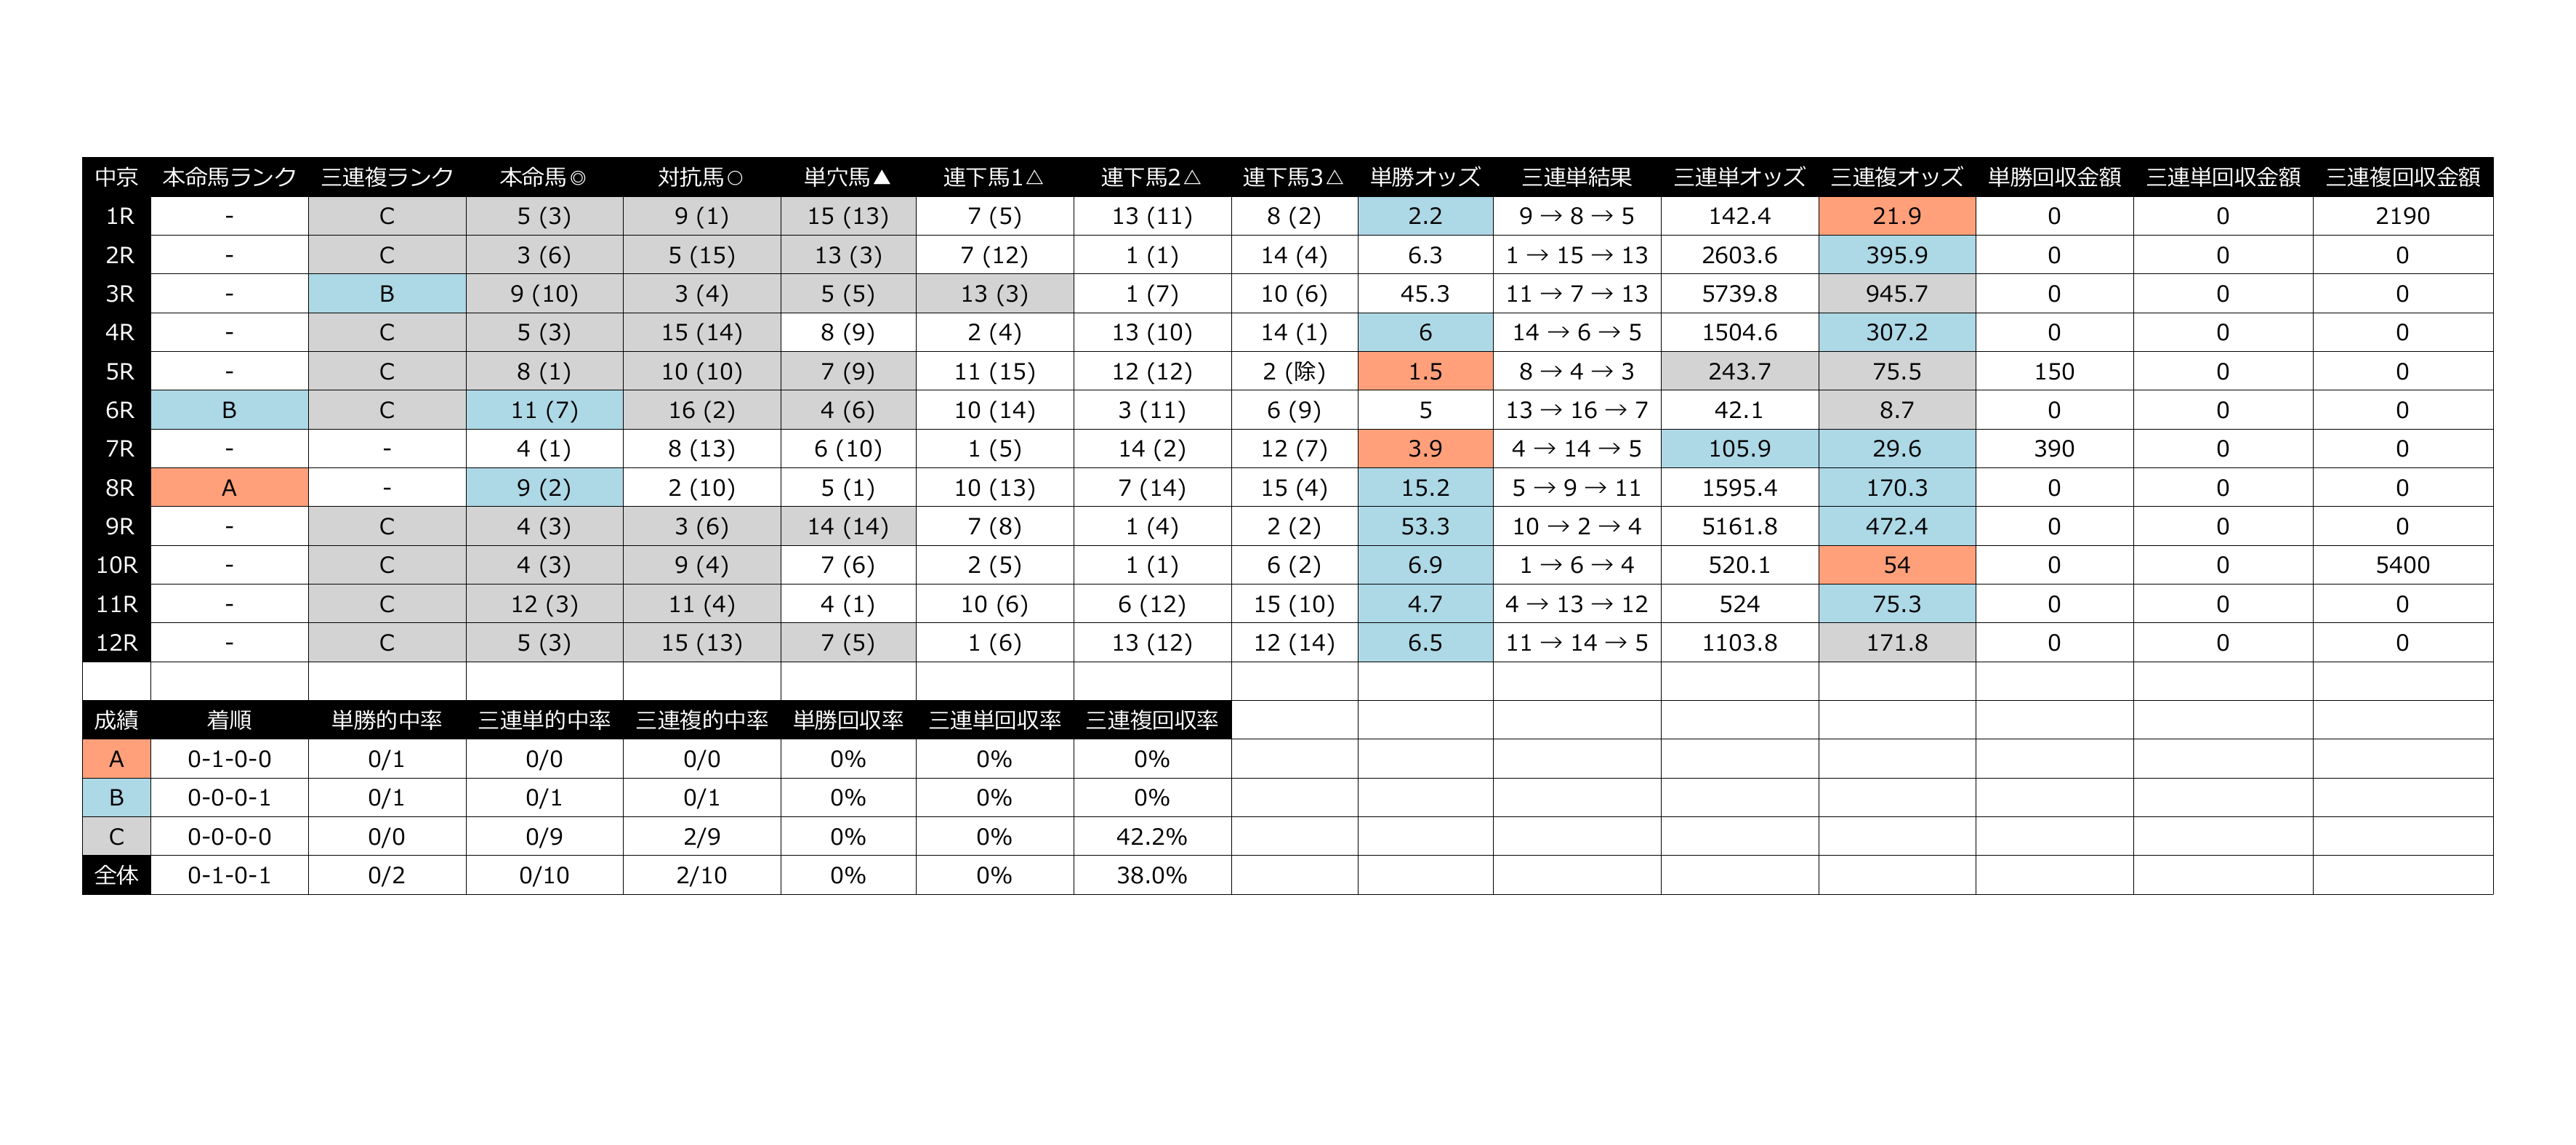 中京 本命馬ランク 三連複ランク 本命馬◎ 対抗馬○ 単穴馬▲ 連下馬1△ 連下馬2△ 連下馬3△ 単勝オッズ 三連単結果 三連単オッズ 三連複オッズ 単勝回収金額 三連単回収金額 三連複回収金額
1R - C 5 (3) 9 (1) 15 (13) 7 (5) 13 (11) 8 (2) 2.2 9 → 8 → 5 142.4 21.9 0 0 2190
2R - C 3 (6) 5 (15) 13 (3) 7 (12) 1 (1) 14 (4) 6.3 1 → 15 → 13 2603.6 395.9 0 0 0
3R - B 9 (10) 3 (4) 5 (5) 13 (3) 1 (7) 10 (6) 45.3 11 → 7 → 13 5739.8 945.7 0 0 0
4R - C 5 (3) 15 (14) 8 (9) 2 (4) 13 (10) 14 (1) 6 14 → 6 → 5 1504.6 307.2 0 0 0
5R - C 8 (1) 10 (10) 7 (9) 11 (15) 12 (12) 2 (除) 1.5 8 → 4 → 3 243.7 75.5 150 0 0
6R B C 11 (7) 16 (2) 4 (6) 10 (14) 3 (11) 6 (9) 5 13 → 16 → 7 42.1 8.7 0 0 0
7R - - 4 (1) 8 (13) 6 (10) 1 (5) 14 (2) 12 (7) 3.9 4 → 14 → 5 105.9 29.6 390 0 0
8R A - 9 (2) 2 (10) 5 (1) 10 (13) 7 (14) 15 (4) 15.2 5 → 9 → 11 1595.4 170.3 0 0 0
9R - C 4 (3) 3 (6) 14 (14) 7 (8) 1 (4) 2 (2) 53.3 10 → 2 → 4 5161.8 472.4 0 0 0
10R - C 4 (3) 9 (4) 7 (6) 2 (5) 1 (1) 6 (2) 6.9 1 → 6 → 4 520.1 54 0 0 5400
11R - C 12 (3) 11 (4) 4 (1) 10 (6) 6 (12) 15 (10) 4.7 4 → 13 → 12 524 75.3 0 0 0
12R - C 5 (3) 15 (13) 7 (5) 1 (6) 13 (12) 12 (14) 6.5 11 → 14 → 5 1103.8 171.8 0 0 0
成績 着順 単勝的中率 三連単的中率 三連複的中率 単勝回収率 三連単回収率 三連複回収率
A 0-1-0-0 0/1 0/0 0/0 0% 0% 0%
B 0-0-0-1 0/1 0/1 0/1 0% 0% 0%
C 0-0-0-0 0/0 0/9 2/9 0% 0% 42.2%
全体 0-1-0-1 0/2 0/10 2/10 0% 0% 38.0%